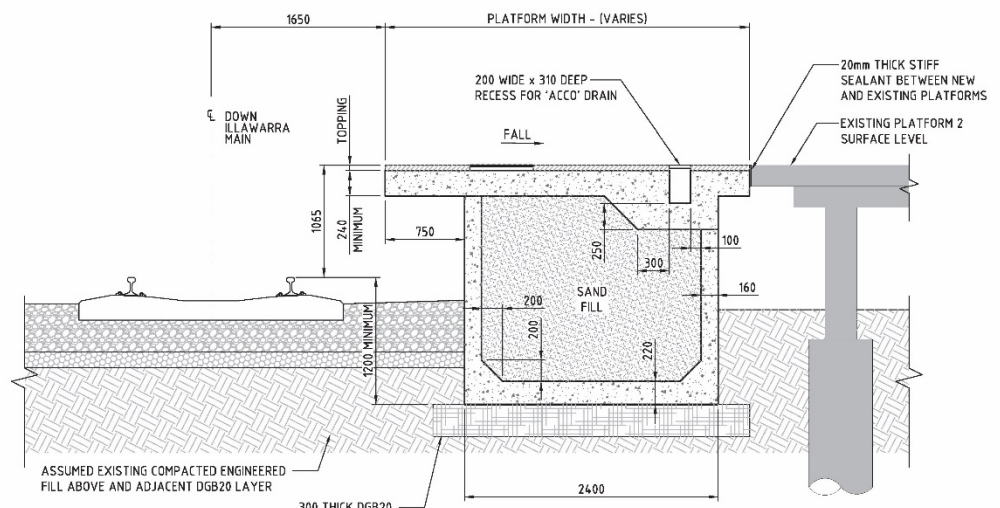 1650
PLATFORM WIDTH - (VARIES)
200 WIDE x 310 DEEP
RECESS FOR 'ACCO' DRAIN
20mm THICK STIFF
SEALANT BETWEEN NEW
AND EXISTING PLATFORMS
EXISTING PLATFORM 2
SURFACE LEVEL
℄ DOWN
ILLAWARRA
MAIN
TOPPING
FALL
1065
240
MINIMUM
750
250
300
100
160
SAND
FILL
200
200
220
1200 MINIMUM
ASSUMED EXISTING COMPACTED ENGINEERED
FILL ABOVE AND ADJACENT DGB20 LAYER
300 THICK DGB20
2400